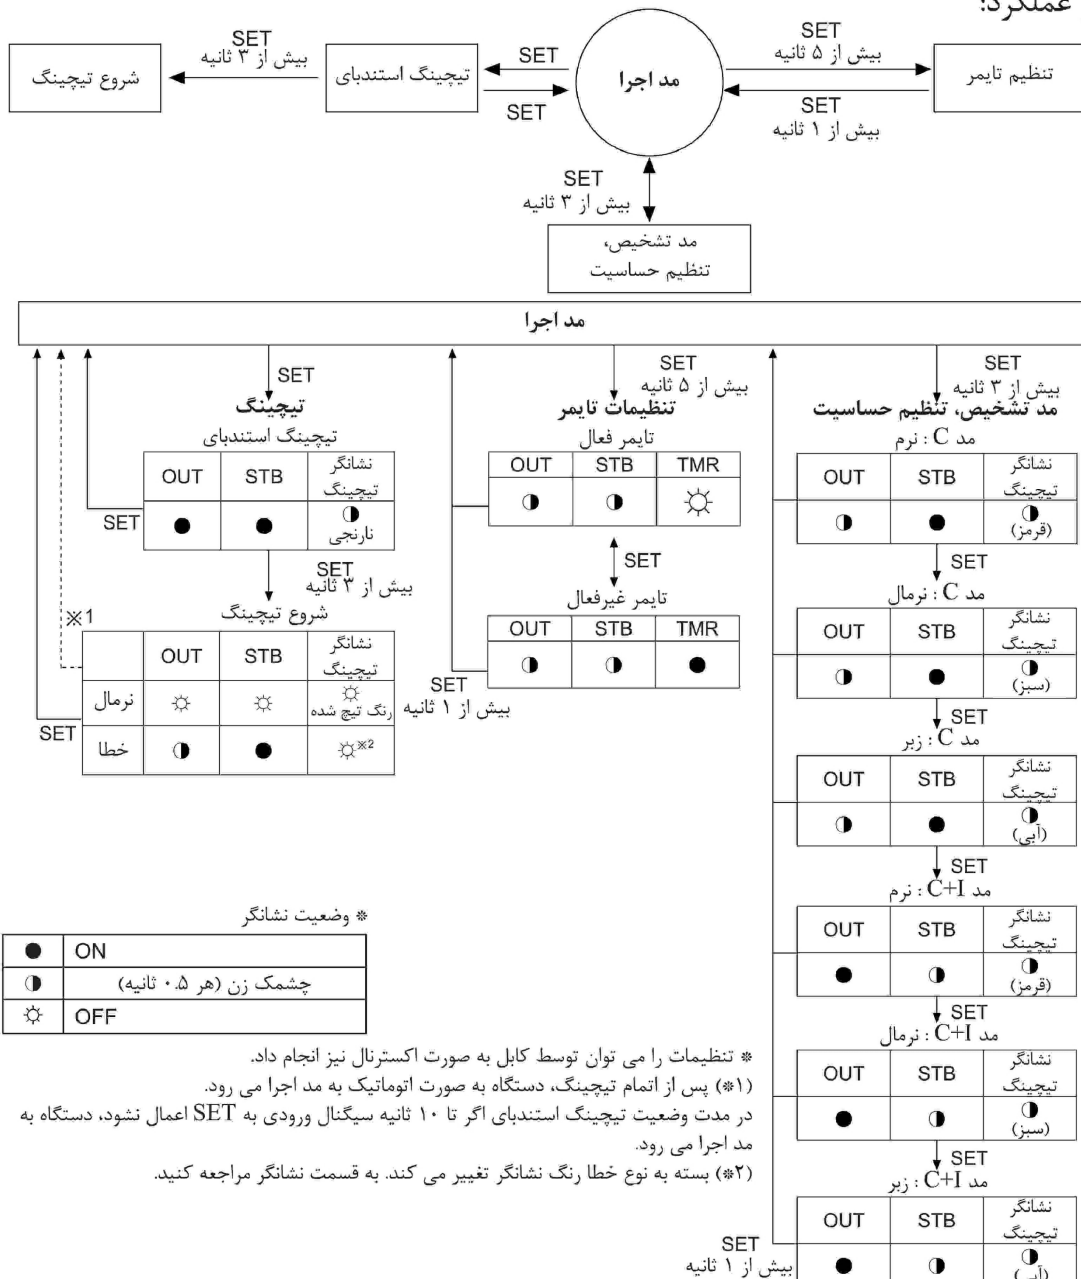 عملکرد:
SET
بیش از ۵ ثانیه
تنظیم تایمر
SET
بیش از ۱ ثانیه
مد اجرا
SET
SET
تیچینگ استندبای
SET
بیش از ۳ ثانیه
شروع تیچینگ
SET
بیش از ۳ ثانیه
مد تشخیص،
تنظیم حساسیت
مد اجرا
SET
بیش از ۳ ثانیه
مد تشخیص، تنظیم حساسیت
مد C : نرم
OUT STB نشانگر تیچینگ
(قرمز)
SET
مد C : نرمال
OUT STB نشانگر تیچینگ
(سبز)
SET
مد C : زبر
OUT STB نشانگر تیچینگ
(آبی)
SET
مد C+I : نرم
OUT STB نشانگر تیچینگ
(قرمز)
SET
مد C+I : نرمال
OUT STB نشانگر تیچینگ
(سبز)
SET
مد C+I : زبر
OUT STB نشانگر تیچینگ
(آبی)
SET
بیش از ۱ ثانیه
SET
بیش از ۵ ثانیه
تنظیمات تایمر
تایمر فعال
OUT STB TMR
SET
تایمر غیرفعال
OUT STB TMR
SET
بیش از ۱ ثانیه
SET
تیچینگ
تیچینگ استندبای
OUT STB نشانگر تیچینگ
نارنجی
SET
SET
بیش از ۳ ثانیه
شروع تیچینگ
※1
OUT STB نشانگر تیچینگ
نرمال
رنگ تیچ شده
خطا
※2
SET
※ وضعیت نشانگر
● ON
◑ چشمک زن (هر ۰.۵ ثانیه)
☼ OFF
※ تنظیمات را می توان توسط کابل به صورت اکسترنال نیز انجام داد.
(※۱) پس از اتمام تیچینگ، دستگاه به صورت اتوماتیک به مد اجرا می رود.
در مدت وضعیت تیچینگ استندبای اگر تا ۱۰ ثانیه سیگنال ورودی به SET اعمال نشود، دستگاه به
مد اجرا می رود.
(※۲) بسته به نوع خطا رنگ نشانگر تغییر می کند. به قسمت نشانگر مراجعه کنید.